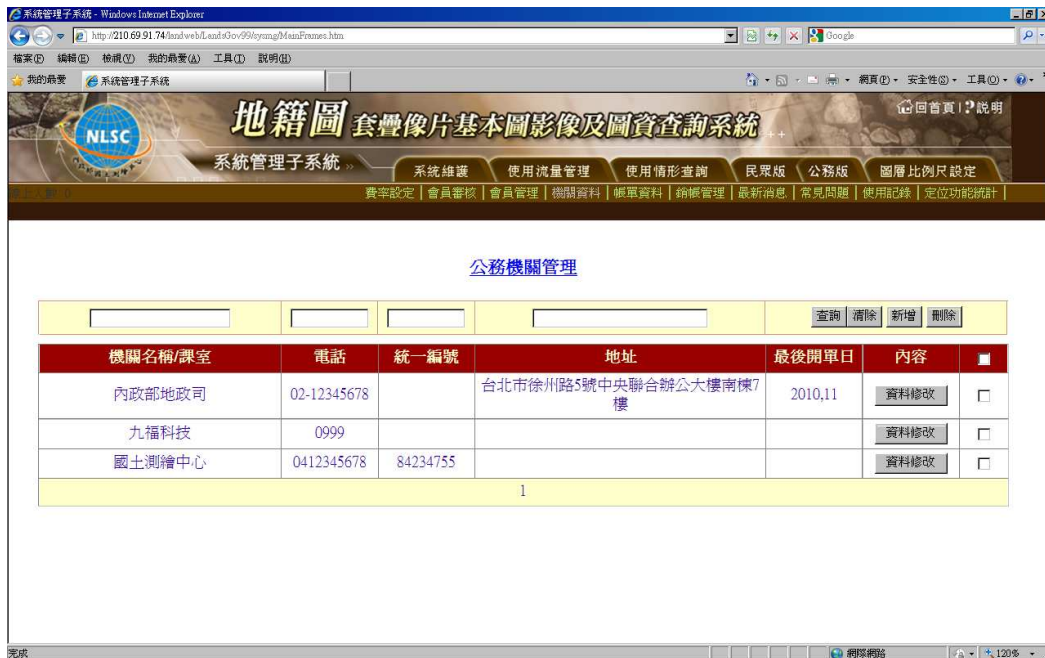 系統管理子系統 - Windows Internet Explorer
http://210.69.91.74/landweb/LandsGov99/sysmg/MainFrames.htm
Google
檔案(F) 編輯(E) 檢視(V) 我的最愛(A) 工具(T) 說明(H)
我的最愛 系統管理子系統 網頁(P) 安全性(S) 工具(O)
NLSC
地籍圖 套疊像片基本圖影像及圖資查詢系統
回首頁 | 說明
系統管理子系統 »
系統維護 使用流量管理 使用情形查詢 民眾版 公務版 圖層比例尺設定
線上人數: 0
費率設定 | 會員審核 | 會員管理 | 機關資料 | 帳單資料 | 銷帳管理 | 最新消息 | 常見問題 | 使用記錄 | 定位功能統計 |
公務機關管理
查詢 清除 新增 刪除
機關名稱/課室 電話 統一編號 地址 最後開單日 內容
內政部地政司 02-12345678 台北市徐州路5號中央聯合辦公大樓南棟7
樓 2010,11 資料修改
九福科技 0999 資料修改
國土測繪中心 0412345678 84234755 資料修改
1
完成 網際網路 120%